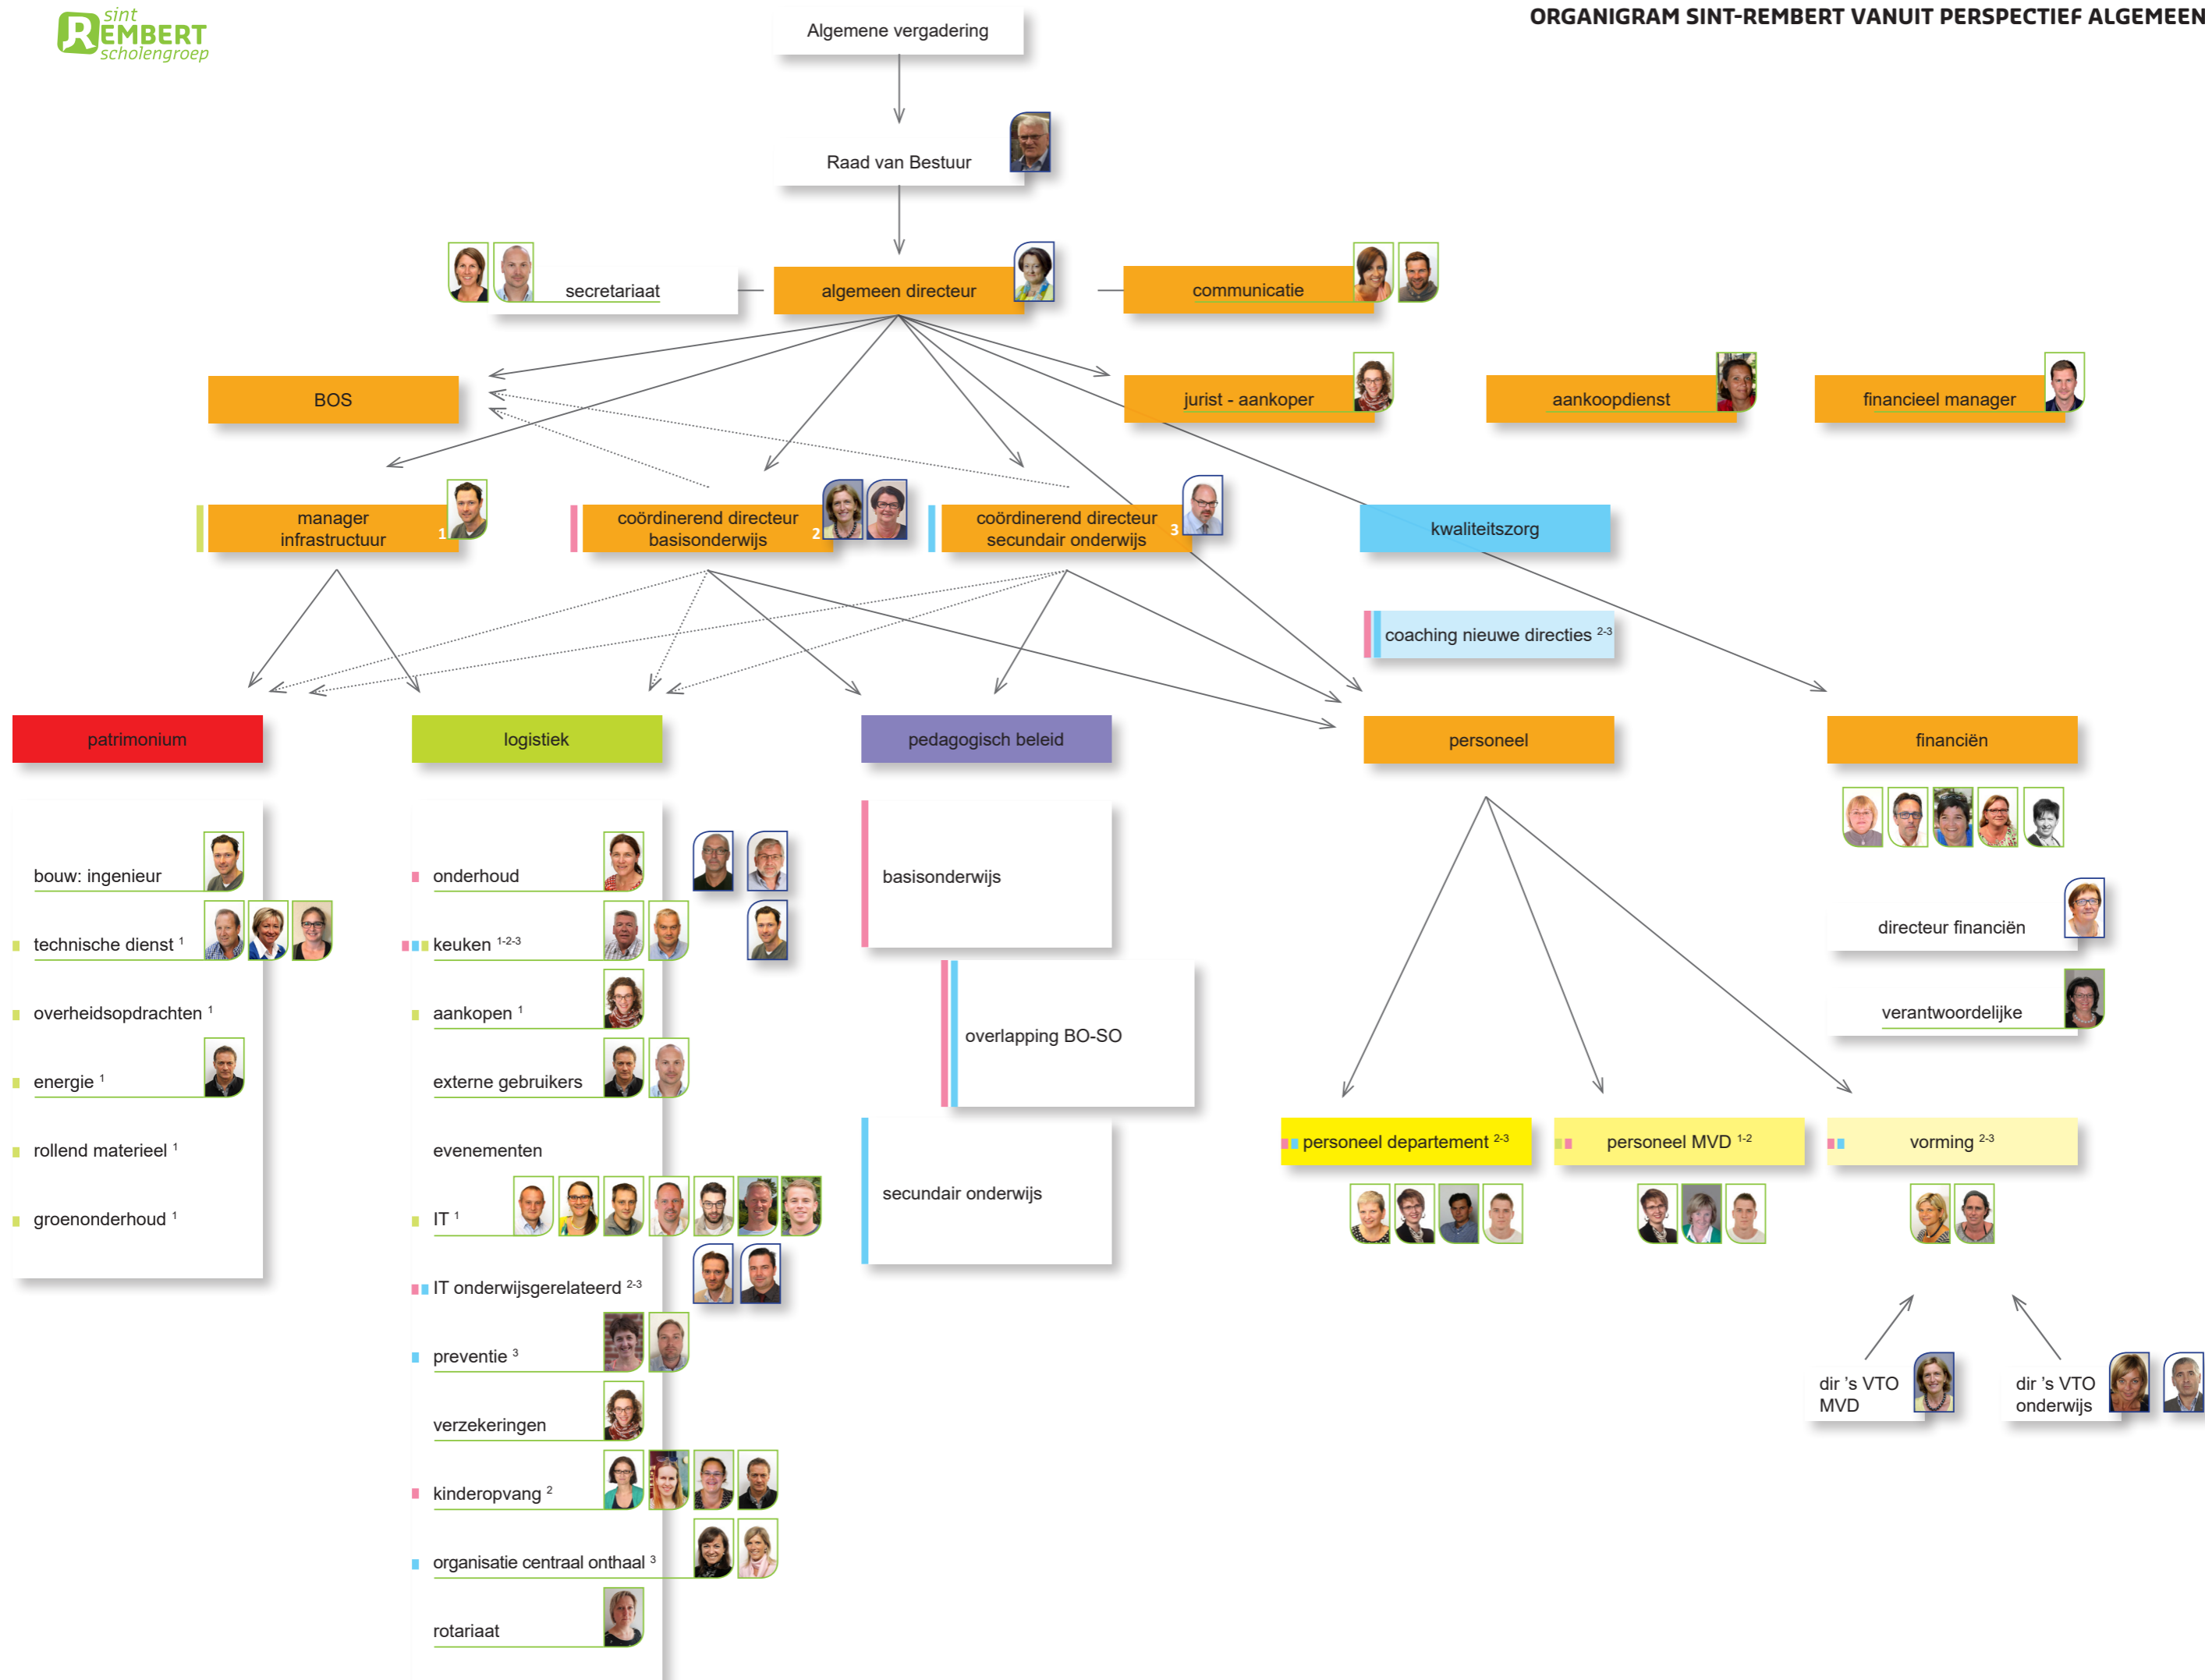 sint
REMBERT
scholengroep
ORGANIGRAM SINT-REMBERT VANUIT PERSPECTIEF ALGEMEEN
Algemene vergadering
Raad van Bestuur
secretariaat
algemeen directeur
communicatie
BOS
jurist - aankoper
aankoopdienst
financieel manager
manager
infrastructuur
1
coördinerend directeur
basisonderwijs
2
coördinerend directeur
secundair onderwijs
3
kwaliteitszorg
coaching nieuwe directies 2-3
patrimonium
logistiek
pedagogisch beleid
personeel
financiën
bouw: ingenieur
technische dienst 1
overheidsopdrachten 1
energie 1
rollend materieel 1
groenonderhoud 1
onderhoud
keuken 1-2-3
aankopen 1
externe gebruikers
evenementen
IT 1
IT onderwijsgerelateerd 2-3
preventie 3
verzekeringen
kinderopvang 2
organisatie centraal onthaal 3
rotariaat
basisonderwijs
overlapping BO-SO
secundair onderwijs
directeur financiën
verantwoordelijke
personeel departement 2-3
personeel MVD 1-2
vorming 2-3
dir 's VTO
MVD
dir 's VTO
onderwijs